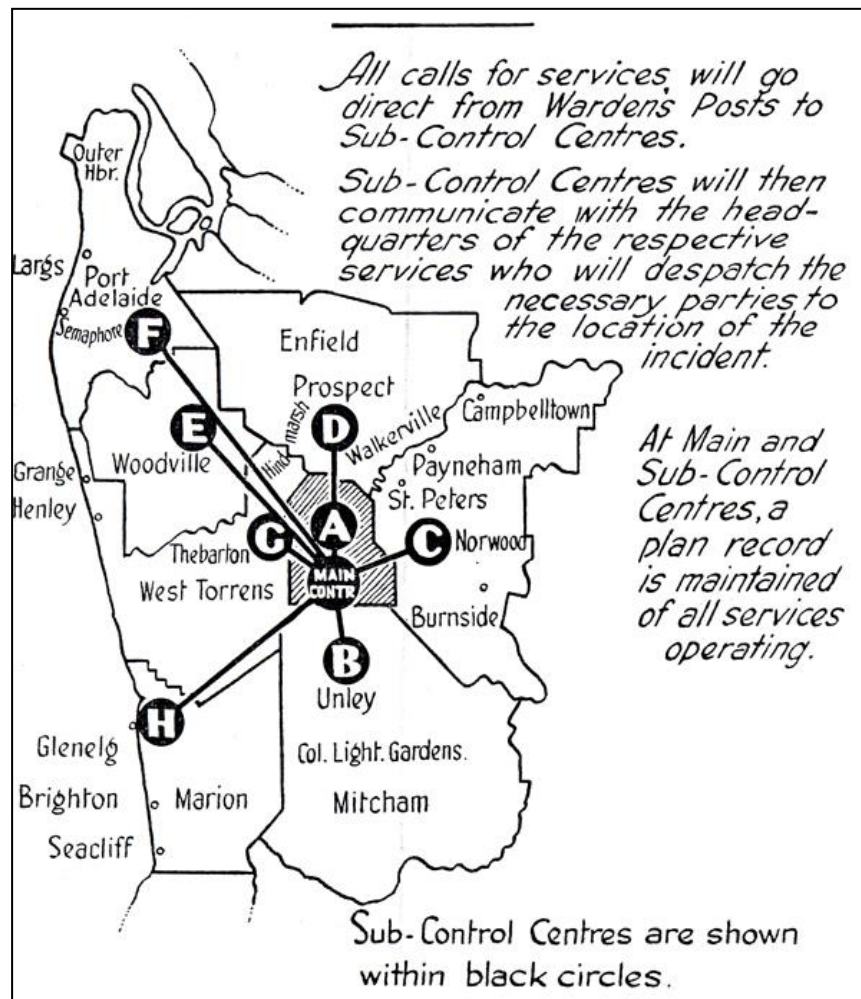 All calls for services, will go
direct from Warden's Posts to
Sub-Control Centres.
Sub-Control Centres will then
communicate with the head-
quarters of the respective
services who will despatch the
necessary parties to
the location of the
incident.
At Main and
Sub-Control
Centres, a
plan record
is maintained
of all services
operating.
Outer
Hbr.
Largs
Port
Adelaide
Semaphore
F
Enfield
Prospect
D
Hindmarsh
Walkerville
Campbelltown
E
Woodville
Payneham
St. Peters
Grange
Henley
G
Thebarton
A
C
Norwood
West Torrens
MAIN
CONTR
Burnside
B
Unley
H
Glenelg
Col. Light. Gardens.
Brighton
Marion
Mitcham
Seacliff
Sub-Control Centres are shown
within black circles.